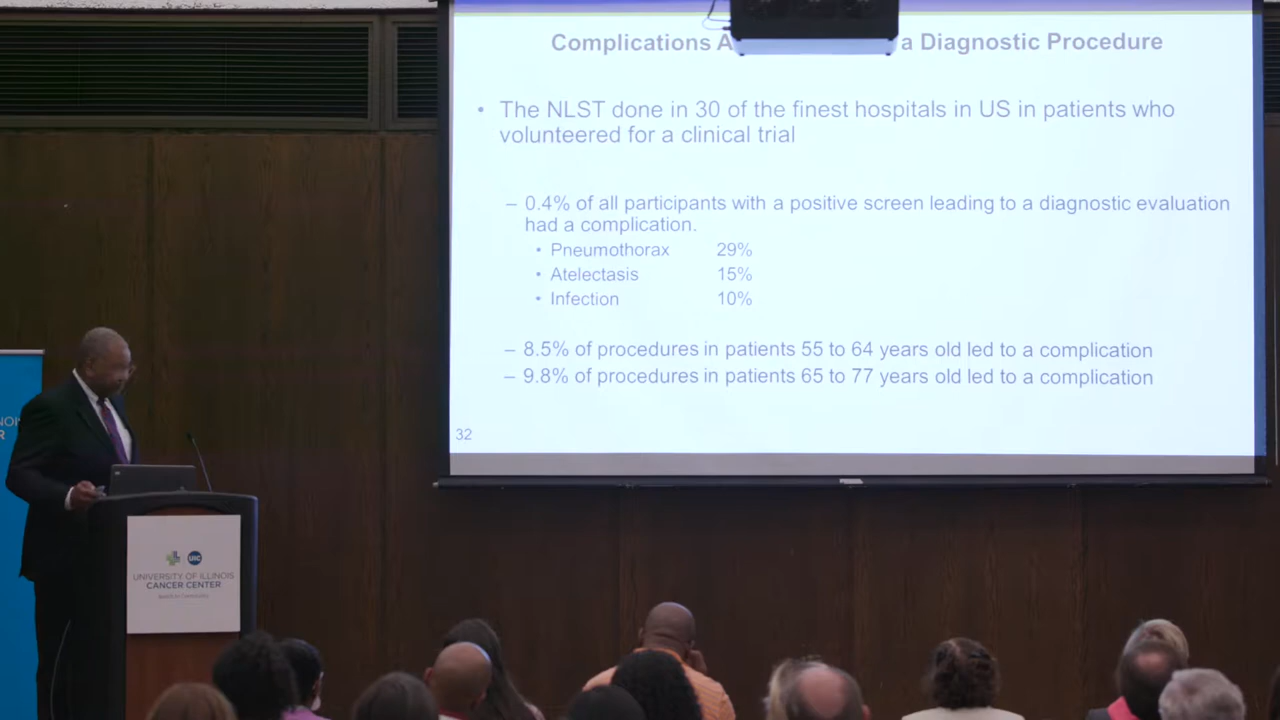 Complications A a Diagnostic Procedure
• The NLST done in 30 of the finest hospitals in US in patients who
volunteered for a clinical trial
– 0.4% of all participants with a positive screen leading to a diagnostic evaluation
had a complication.
• Pneumothorax 29%
• Atelectasis 15%
• Infection 10%
– 8.5% of procedures in patients 55 to 64 years old led to a complication
– 9.8% of procedures in patients 65 to 77 years old led to a complication
32
UIC
UNIVERSITY OF ILLINOIS
CANCER CENTER